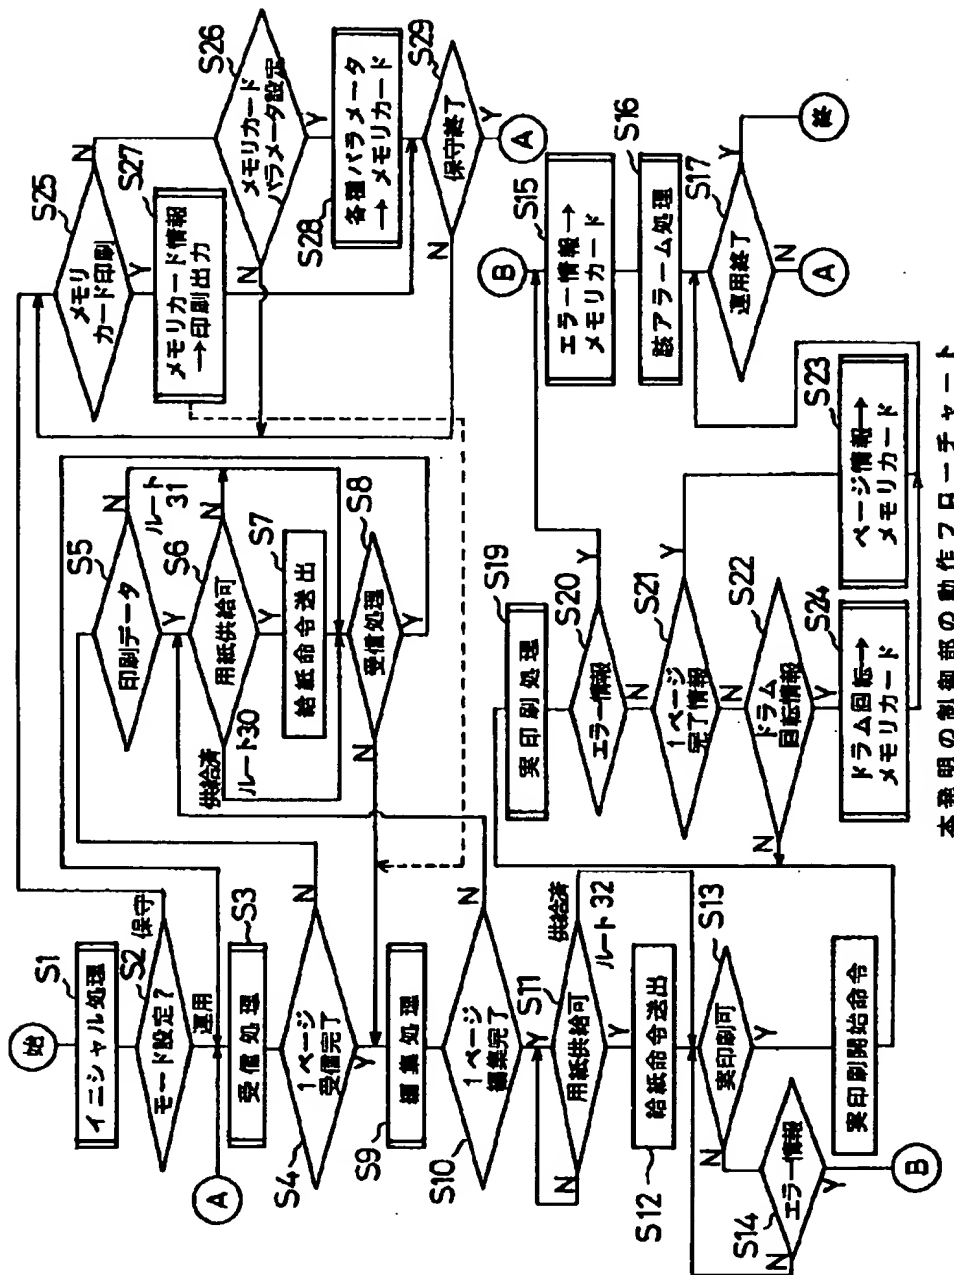 始
イニシャル処理
S1
モード設定?
S2
保守
運用
A
受信処理
S3
1ページ
受信完了
S4
N
Y
編集処理
S9
1ページ
編集完了
S10
N
Y
用紙供給可
S11
供給済
ルート32
N
Y
給紙命令送出
S12
実印刷可
S13
N
Y
エラー情報
S14
N
Y
B
実印刷開始命令
印刷データ
S5
N
Y
ルート
31
用紙供給可
S6
N
Y
供給済
ルート30
給紙命令送出
S7
受信処理
S8
N
Y
実印刷処理
S19
エラー情報
S20
Y
N
1ページ
完了情報
S21
Y
N
ドラム
回転情報
S22
N
Y
ドラム回転→
メモリカード
S24
ページ情報→
メモリカード
S23
メモリ
カード印刷
S25
N
Y
メモリカード情報
→印刷出力
S27
メモリカード
パラメータ設定
S26
N
Y
各種パラメータ
→メモリカード
S28
保守終了
S29
N
Y
A
B
エラー情報→
メモリカード
S15
該アラーム処理
S16
運用終了
S17
Y
N
終
A
本発明の制御部の動作フローチャート